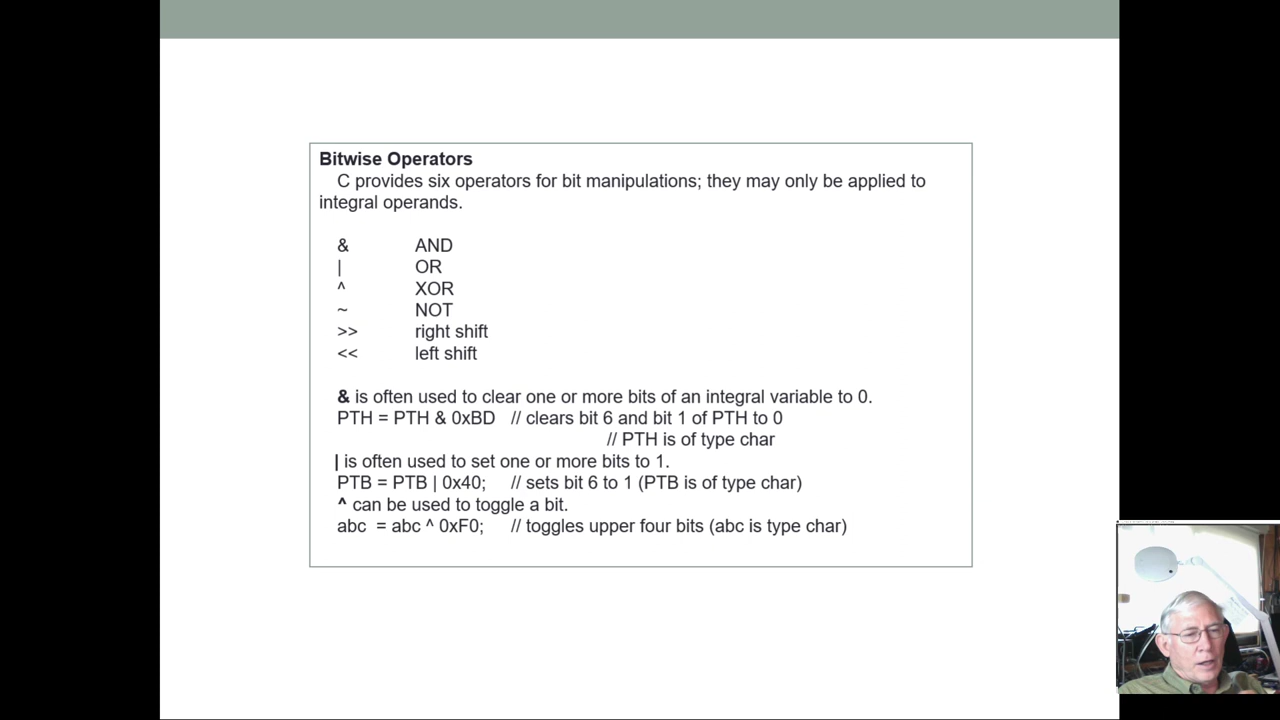 Bitwise Operators
C provides six operators for bit manipulations; they may only be applied to
integral operands.
& AND
| OR
^ XOR
~ NOT
>> right shift
<< left shift
& is often used to clear one or more bits of an integral variable to 0.
PTH = PTH & 0xBD // clears bit 6 and bit 1 of PTH to 0
// PTH is of type char
| is often used to set one or more bits to 1.
PTB = PTB | 0x40; // sets bit 6 to 1 (PTB is of type char)
^ can be used to toggle a bit.
abc = abc ^ 0xF0; // toggles upper four bits (abc is type char)